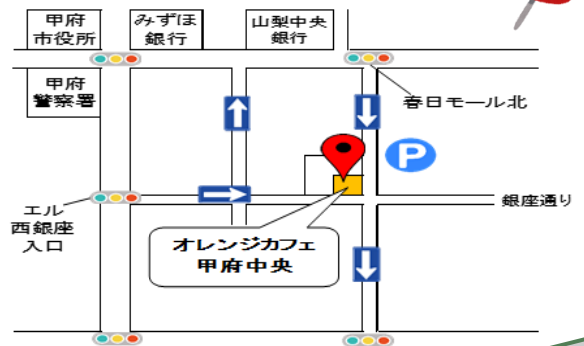 甲府
市役所
みずほ
銀行
山梨中央
銀行
甲府
警察署
春日モール北
P
銀座通り
エル
西銀座
入口
オレンジカフェ
甲府中央